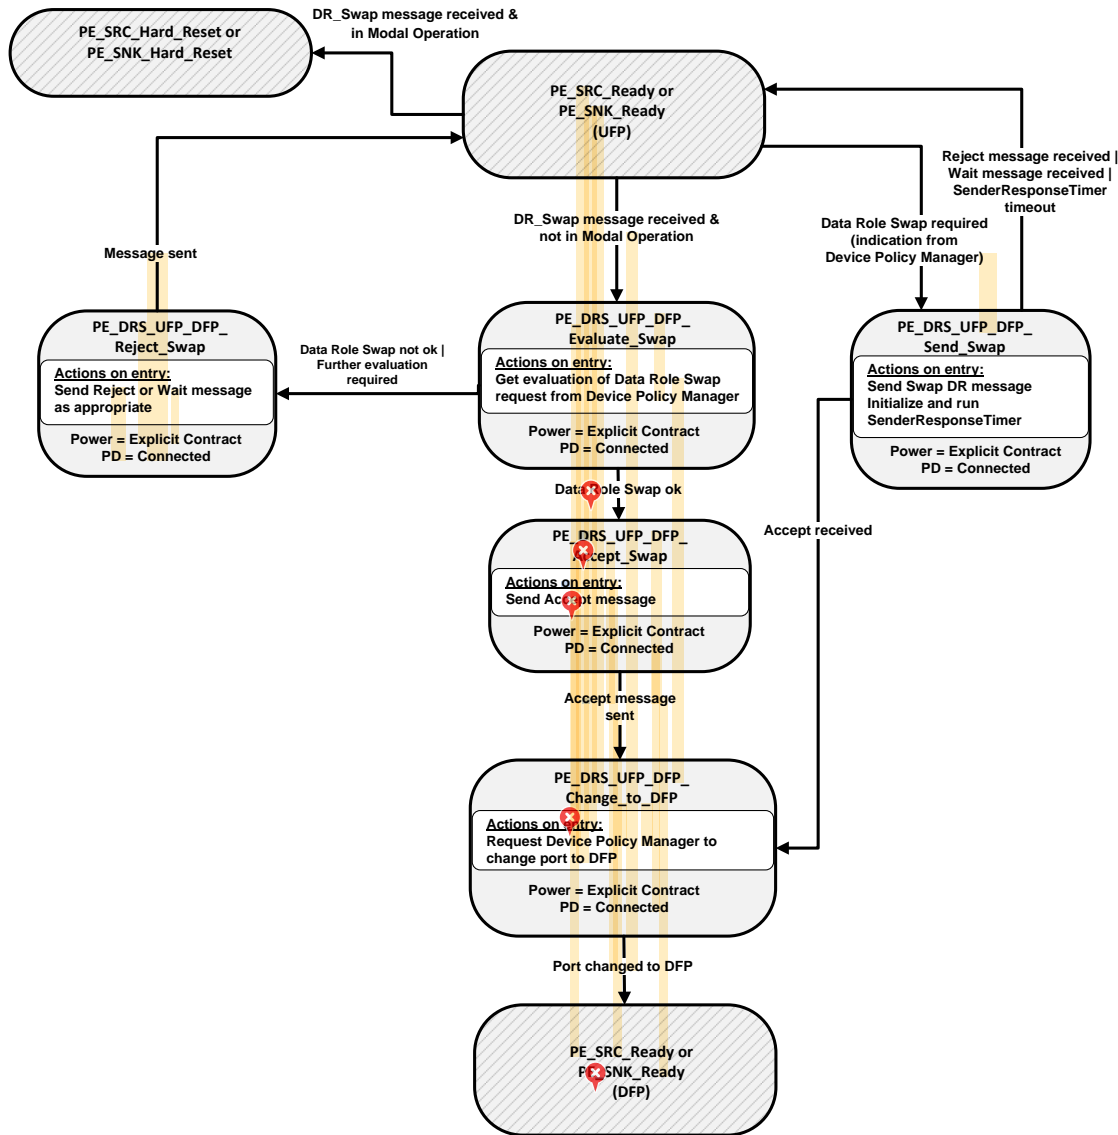 DR_Swap message received &
in Modal Operation
PE_SRC_Hard_Reset or
PE_SNK_Hard_Reset
PE_SRC_Ready or
PE_SNK_Ready
(UFP)
Reject message received |
Wait message received |
SenderResponseTimer
timeout
DR_Swap message received &
not in Modal Operation
Data Role Swap required
(indication from
Device Policy Manager)
Message sent
PE_DRS_UFP_DFP_
Reject_Swap
Actions on entry:
Send Reject or Wait message
as appropriate
Power = Explicit Contract
PD = Connected
Data Role Swap not ok |
Further evaluation
required
PE_DRS_UFP_DFP_
Evaluate_Swap
Actions on entry:
Get evaluation of Data Role Swap
request from Device Policy Manager
Power = Explicit Contract
PD = Connected
PE_DRS_UFP_DFP_
Send_Swap
Actions on entry:
Send Swap DR message
Initialize and run
SenderResponseTimer
Power = Explicit Contract
PD = Connected
Data Role Swap ok
Accept received
PE_DRS_UFP_DFP_
Accept_Swap
Actions on entry:
Send Accept message
Power = Explicit Contract
PD = Connected
Accept message
sent
PE_DRS_UFP_DFP_
Change_to_DFP
Actions on entry:
Request Device Policy Manager to
change port to DFP
Power = Explicit Contract
PD = Connected
Port changed to DFP
PE_SRC_Ready or
PE_SNK_Ready
(DFP)